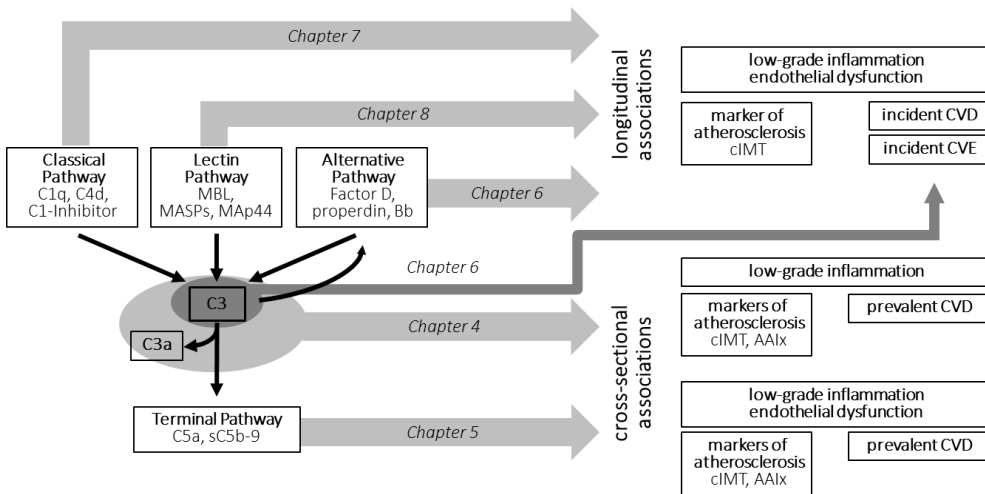 Chapter 7
Chapter 8
Classical
Pathway
C1q, C4d,
C1-Inhibitor
Lectin
Pathway
MBL,
MASPs, MAp44
Alternative
Pathway
Factor D,
properdin, Bb
Chapter 6
Chapter 6
C3
C3a
Chapter 4
Terminal Pathway
C5a, sC5b-9
Chapter 5
longitudinal
associations
low-grade inflammation
endothelial dysfunction
marker of
atherosclerosis
cIMT
incident CVD
incident CVE
cross-sectional
association
low-grade inflammation
markers of
atherosclerosis
cIMT, AAIx
prevalent CVD
low-grade inflammation
endothelial dysfunction
markers of
atherosclerosis
cIMT, AAIx
prevalent CVD